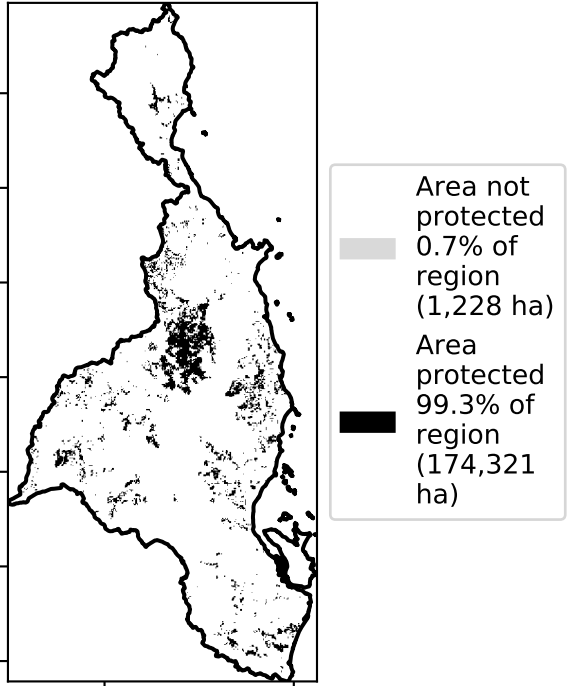 Area not
protected
0.7% of
region
(1,228 ha)
Area
protected
99.3% of
region
(174,321
ha)